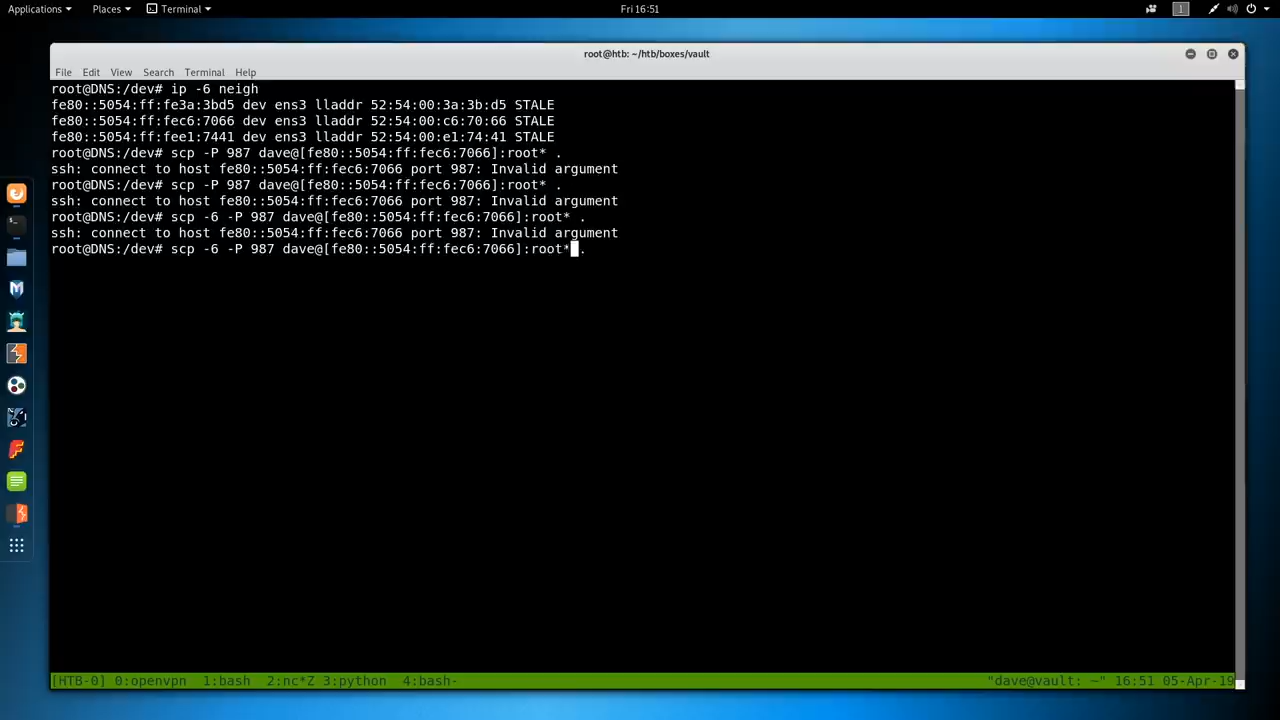 Applications Places Terminal Fri 16:51 1
root@htb: ~/htb/boxes/vault
File Edit View Search Terminal Help
root@DNS:/dev# ip -6 neigh
fe80::5054:ff:fe3a:3bd5 dev ens3 lladdr 52:54:00:3a:3b:d5 STALE
fe80::5054:ff:fec6:7066 dev ens3 lladdr 52:54:00:c6:70:66 STALE
fe80::5054:ff:fee1:7441 dev ens3 lladdr 52:54:00:e1:74:41 STALE
root@DNS:/dev# scp -P 987 dave@[fe80::5054:ff:fec6:7066]:root* .
ssh: connect to host fe80::5054:ff:fec6:7066 port 987: Invalid argument
root@DNS:/dev# scp -P 987 dave@[fe80::5054:ff:fec6:7066]:root* .
ssh: connect to host fe80::5054:ff:fec6:7066 port 987: Invalid argument
root@DNS:/dev# scp -6 -P 987 dave@[fe80::5054:ff:fec6:7066]:root* .
ssh: connect to host fe80::5054:ff:fec6:7066 port 987: Invalid argument
root@DNS:/dev# scp -6 -P 987 dave@[fe80::5054:ff:fec6:7066]:root* .
[HTB-0] 0:openvpn 1:bash 2:nc*Z 3:python 4:bash- "dave@vault: ~" 16:51 05-Apr-19